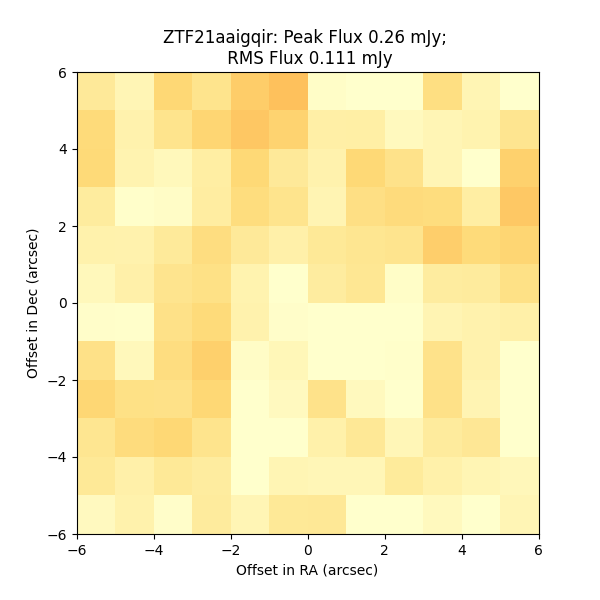 ZTF21aaigqir: Peak Flux 0.26 mJy;
RMS Flux 0.111 mJy
6
4
2
0
−2
−4
−6
Offset in Dec (arcsec)
−6 −4 −2 0 2 4 6
Offset in RA (arcsec)